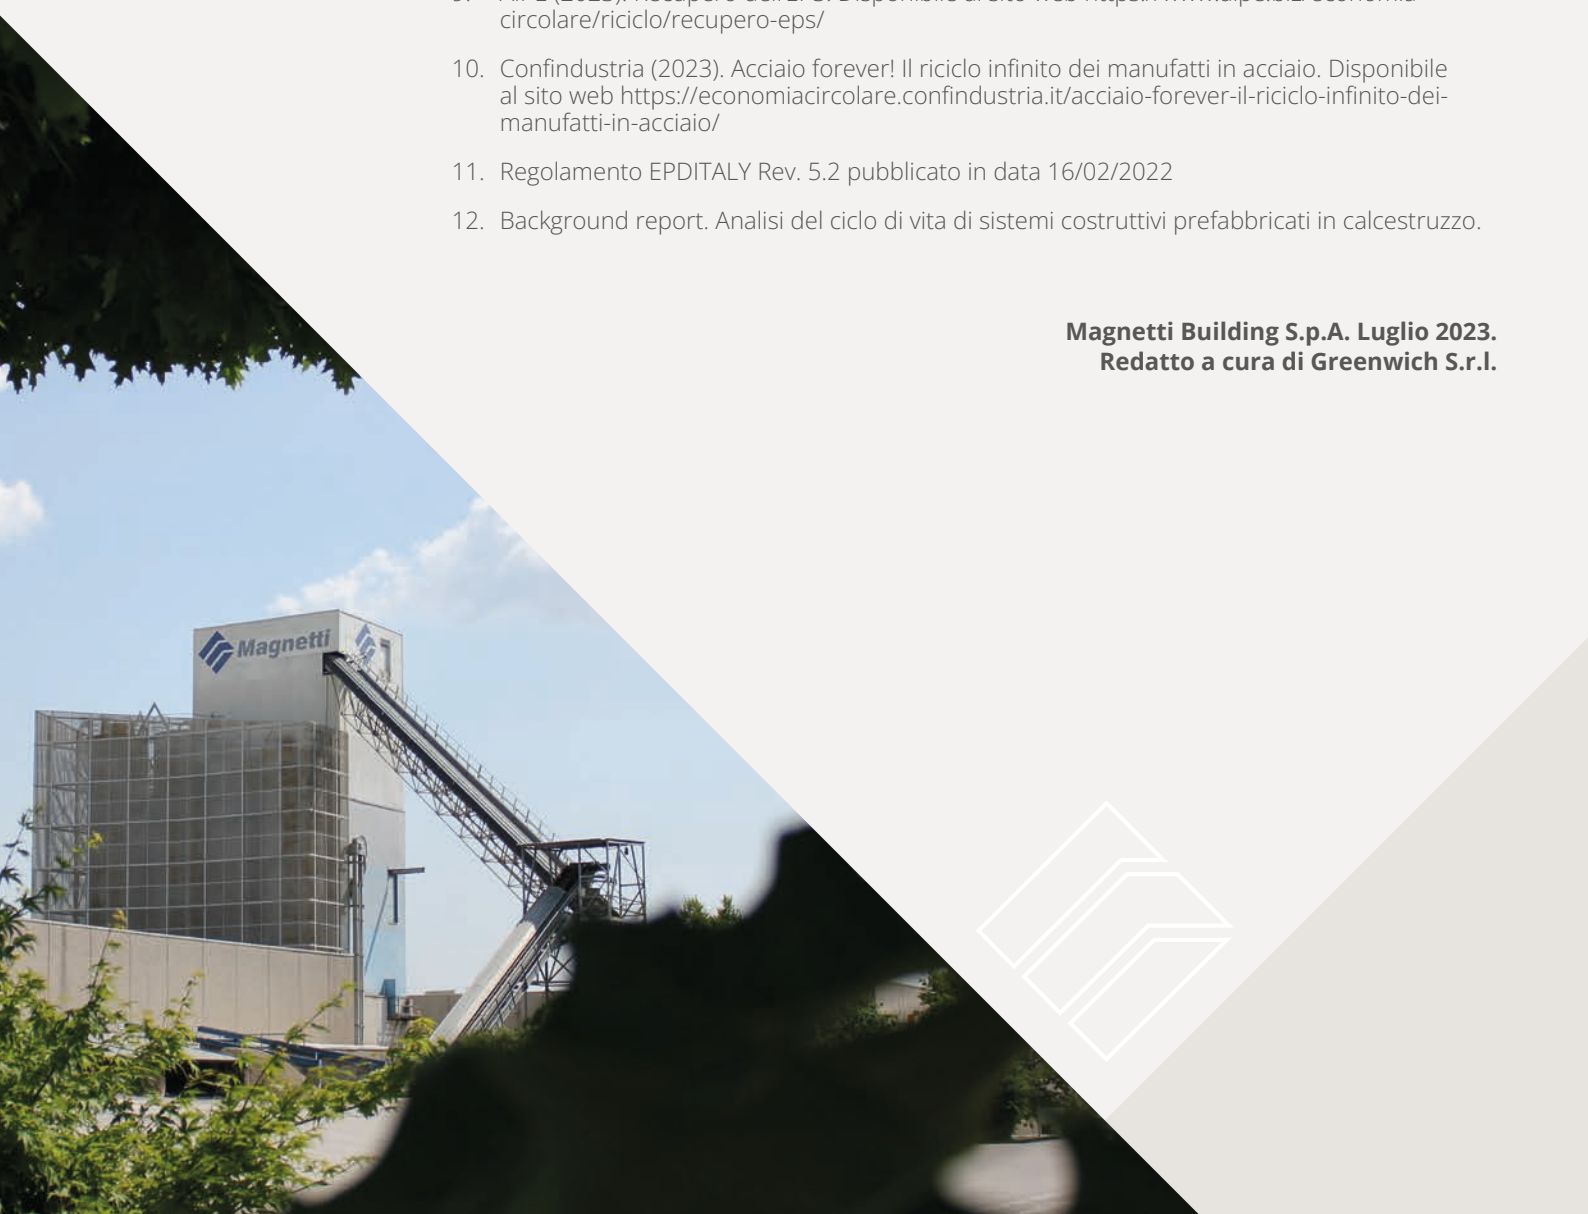 circolare/riciclo/recupero-eps/
10. Confindustria (2023). Acciaio forever! Il riciclo infinito dei manufatti in acciaio. Disponibile
al sito web https://economiacircolare.confindustria.it/acciaio-forever-il-riciclo-infinito-dei-
manufatti-in-acciaio/
11. Regolamento EPDITALY Rev. 5.2 pubblicato in data 16/02/2022
12. Background report. Analisi del ciclo di vita di sistemi costruttivi prefabbricati in calcestruzzo.
Magnetti Building S.p.A. Luglio 2023.
Redatto a cura di Greenwich S.r.l.
Magnetti